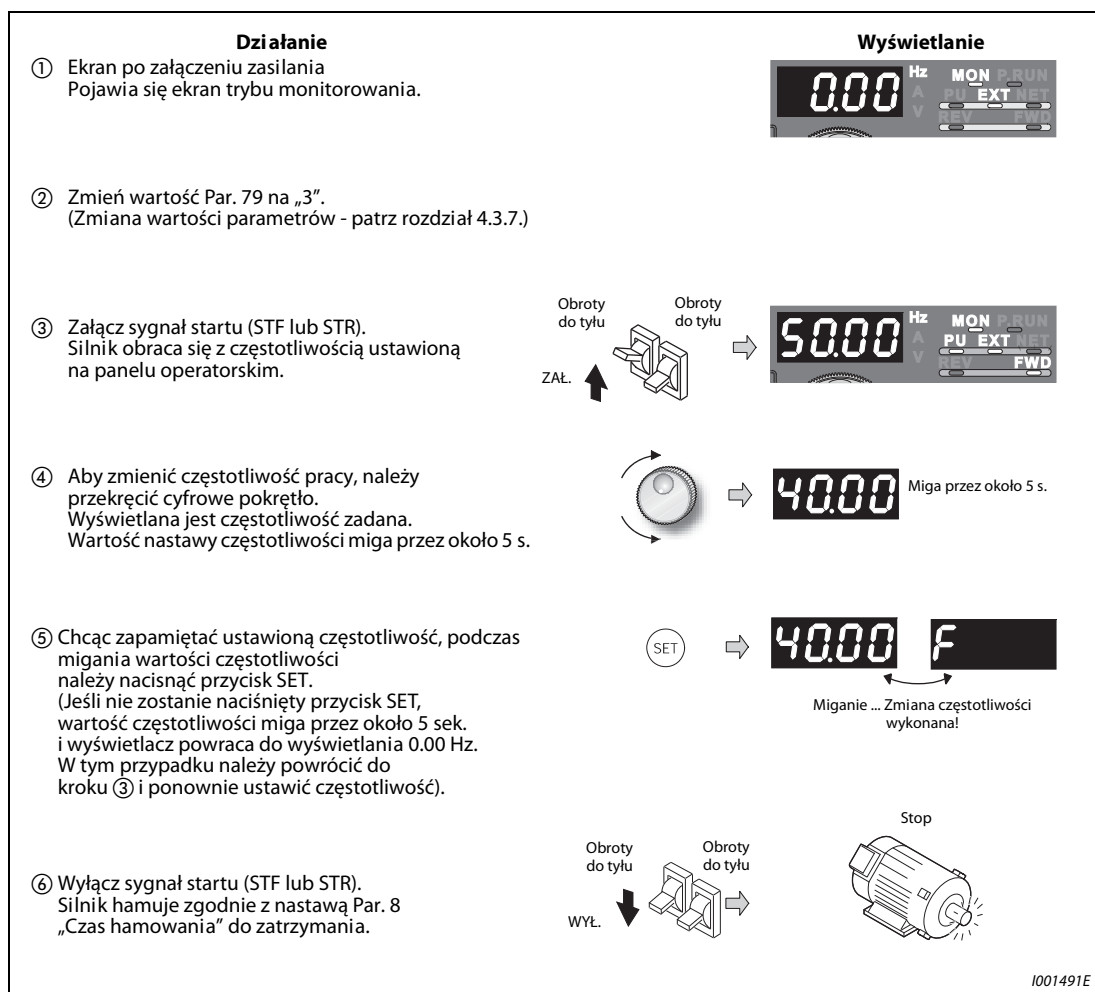 Działanie
Wyświetlanie
① Ekran po załączeniu zasilania
Pojawia się ekran trybu monitorowania.
0.00 Hz MON P.RUN
A PU EXT NET
V REV FWD
② Zmień wartość Par. 79 na „3”.
(Zmiana wartości parametrów - patrz rozdział 4.3.7.)
③ Załącz sygnał startu (STF lub STR).
Silnik obraca się z częstotliwością ustawioną
na panelu operatorskim.
Obroty
do tyłu
Obroty
do tyłu
ZAŁ.
50.00 Hz MON P.RUN
A PU EXT NET
V REV FWD
④ Aby zmienić częstotliwość pracy, należy
przekręcić cyfrowe pokrętło.
Wyświetlana jest częstotliwość zadana.
Wartość nastawy częstotliwości miga przez około 5 s.
40.00
Miga przez około 5 s.
⑤ Chcąc zapamiętać ustawioną częstotliwość, podczas
migania wartości częstotliwości
należy nacisnąć przycisk SET.
(Jeśli nie zostanie naciśnięty przycisk SET,
wartość częstotliwości miga przez około 5 sek.
i wyświetlacz powraca do wyświetlania 0.00 Hz.
W tym przypadku należy powrócić do
kroku ③ i ponownie ustawić częstotliwość).
SET
40.00 F
Miganie ... Zmiana częstotliwości
wykonana!
⑥ Wyłącz sygnał startu (STF lub STR).
Silnik hamuje zgodnie z nastawą Par. 8
„Czas hamowania” do zatrzymania.
Obroty
do tyłu
Obroty
do tyłu
WYŁ.
Stop
I001491E